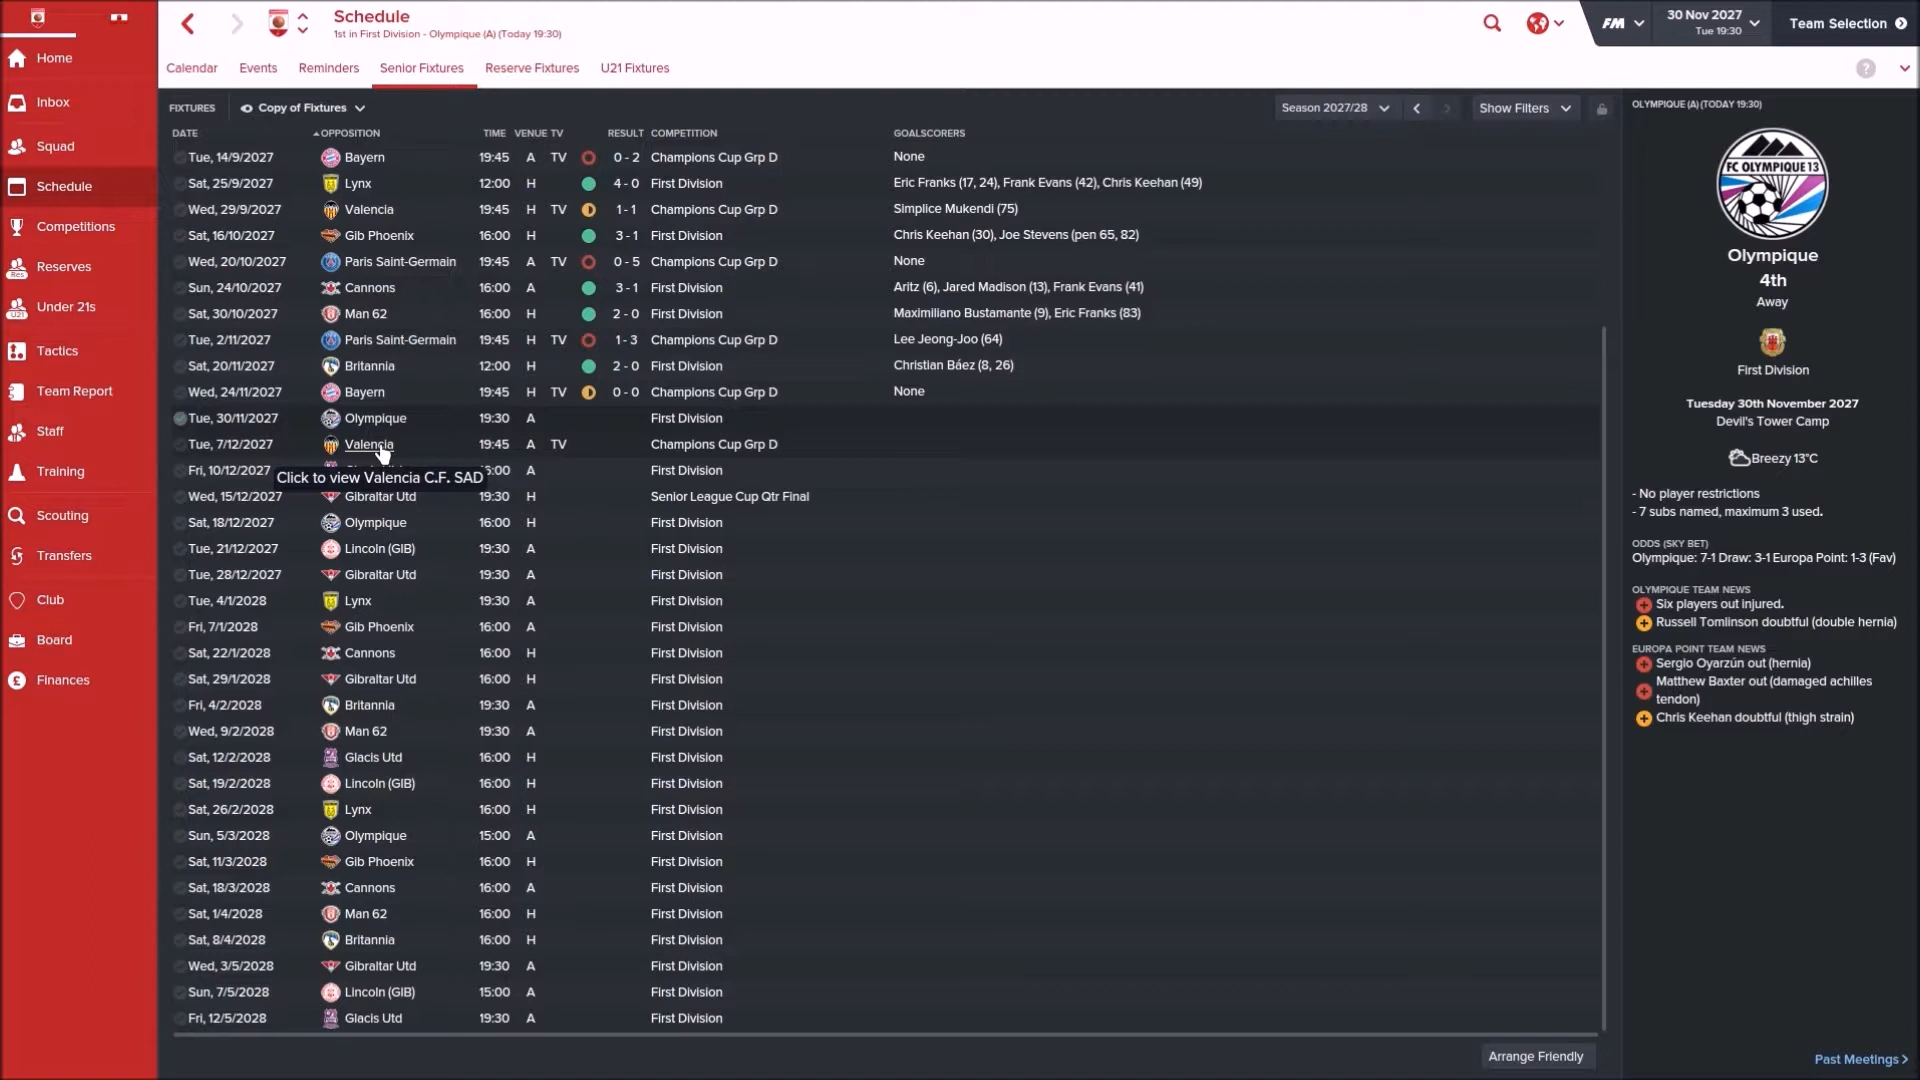 Schedule
1st in First Division - Olympique (A) (Today 19:30)
FM
30 Nov 2027
Tue 19:30
Team Selection
Home
Inbox
Squad
Schedule
Competitions
Reserves
Under 21s
Tactics
Team Report
Staff
Training
Scouting
Transfers
Club
Board
Finances
Calendar Events Reminders Senior Fixtures Reserve Fixtures U21 Fixtures
FIXTURES Copy of Fixtures Season 2027/28 Show Filters
DATE OPPOSITION TIME VENUE TV RESULT COMPETITION GOALSCORERS
Tue, 14/9/2027 Bayern 19:45 A TV 0 - 2 Champions Cup Grp D None
Sat, 25/9/2027 Lynx 12:00 H 4 - 0 First Division Eric Franks (17, 24), Frank Evans (42), Chris Keehan (49)
Wed, 29/9/2027 Valencia 19:45 H TV 1 - 1 Champions Cup Grp D Simplice Mukendi (75)
Sat, 16/10/2027 Gib Phoenix 16:00 H 3 - 1 First Division Chris Keehan (30), Joe Stevens (pen 65, 82)
Wed, 20/10/2027 Paris Saint-Germain 19:45 A TV 0 - 5 Champions Cup Grp D None
Sun, 24/10/2027 Cannons 16:00 A 3 - 1 First Division Aritz (6), Jared Madison (13), Frank Evans (41)
Sat, 30/10/2027 Man 62 16:00 H 2 - 0 First Division Maximiliano Bustamante (9), Eric Franks (83)
Tue, 2/11/2027 Paris Saint-Germain 19:45 H TV 1 - 3 Champions Cup Grp D Lee Jeong-Joo (64)
Sat, 20/11/2027 Britannia 12:00 H 2 - 0 First Division Christian Báez (8, 26)
Wed, 24/11/2027 Bayern 19:45 H TV 0 - 0 Champions Cup Grp D None
Tue, 30/11/2027 Olympique 19:30 A First Division
Tue, 7/12/2027 Valencia 19:45 A TV Champions Cup Grp D
Fri, 10/12/2027 A First Division
Click to view Valencia C.F. SAD
Wed, 15/12/2027 Gibraltar Utd 19:30 H Senior League Cup Qtr Final
Sat, 18/12/2027 Olympique 16:00 H First Division
Tue, 21/12/2027 Lincoln (GIB) 19:30 A First Division
Tue, 28/12/2027 Gibraltar Utd 19:30 A First Division
Tue, 4/1/2028 Lynx 19:30 A First Division
Fri, 7/1/2028 Gib Phoenix 16:00 A First Division
Sat, 22/1/2028 Cannons 16:00 H First Division
Sat, 29/1/2028 Gibraltar Utd 16:00 H First Division
Fri, 4/2/2028 Britannia 19:30 A First Division
Wed, 9/2/2028 Man 62 19:30 A First Division
Sat, 12/2/2028 Glacis Utd 16:00 H First Division
Sat, 19/2/2028 Lincoln (GIB) 16:00 H First Division
Sat, 26/2/2028 Lynx 16:00 H First Division
Sun, 5/3/2028 Olympique 15:00 A First Division
Sat, 11/3/2028 Gib Phoenix 16:00 H First Division
Sat, 18/3/2028 Cannons 16:00 A First Division
Sat, 1/4/2028 Man 62 16:00 H First Division
Sat, 8/4/2028 Britannia 16:00 H First Division
Wed, 3/5/2028 Gibraltar Utd 19:30 A First Division
Sun, 7/5/2028 Lincoln (GIB) 15:00 A First Division
Fri, 12/5/2028 Glacis Utd 19:30 A First Division
Arrange Friendly
OLYMPIQUE (A) (TODAY 19:30)
FC OLYMPIQUE 13
Olympique
4th
Away
First Division
Tuesday 30th November 2027
Devil's Tower Camp
Breezy 13°C
- No player restrictions
- 7 subs named, maximum 3 used.
ODDS (SKY BET)
Olympique: 7-1 Draw: 3-1 Europa Point: 1-3 (Fav)
OLYMPIQUE TEAM NEWS
Six players out injured.
Russell Tomlinson doubtful (double hernia)
EUROPA POINT TEAM NEWS
Sergio Oyarzún out (hernia)
Matthew Baxter out (damaged achilles
tendon)
Chris Keehan doubtful (thigh strain)
Past Meetings